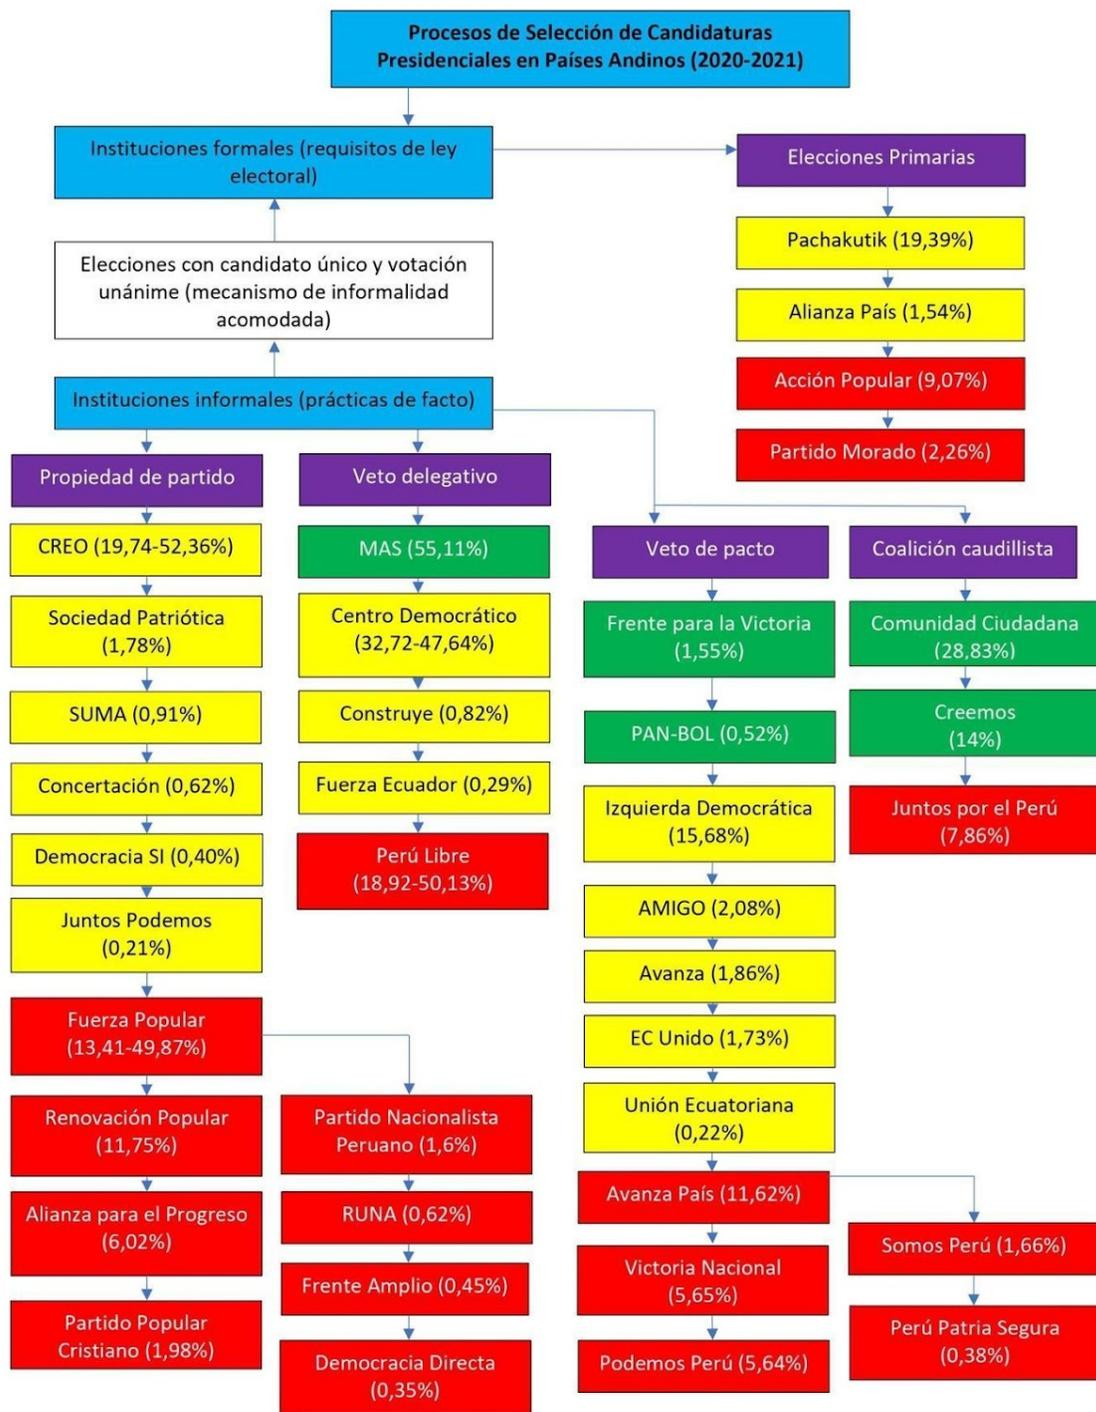 Procesos de Selección de Candidaturas
Presidenciales en Países Andinos (2020-2021)
Instituciones formales (requisitos de ley
electoral)
Elecciones Primarias
Pachakutik (19,39%)
Alianza País (1,54%)
Acción Popular (9,07%)
Partido Morado (2,26%)
Elecciones con candidato único y votación
unánime (mecanismo de informalidad
acomodada)
Instituciones informales (prácticas de facto)
Propiedad de partido
CREO (19,74-52,36%)
Sociedad Patriótica
(1,78%)
SUMA (0,91%)
Concertación (0,62%)
Democracia SI (0,40%)
Juntos Podemos
(0,21%)
Fuerza Popular
(13,41-49,87%)
Renovación Popular
(11,75%)
Alianza para el Progreso
(6,02%)
Partido Popular
Cristiano (1,98%)
Partido Nacionalista
Peruano (1,6%)
RUNA (0,62%)
Frente Amplio (0,45%)
Democracia Directa
(0,35%)
Veto delegativo
MAS (55,11%)
Centro Democrático
(32,72-47,64%)
Construye (0,82%)
Fuerza Ecuador (0,29%)
Perú Libre
(18,92-50,13%)
Veto de pacto
Frente para la Victoria
(1,55%)
PAN-BOL (0,52%)
Izquierda Democrática
(15,68%)
AMIGO (2,08%)
Avanza (1,86%)
EC Unido (1,73%)
Unión Ecuatoriana
(0,22%)
Avanza País (11,62%)
Victoria Nacional
(5,65%)
Podemos Perú (5,64%)
Somos Perú (1,66%)
Perú Patria Segura
(0,38%)
Coalición caudillista
Comunidad Ciudadana
(28,83%)
Creemos
(14%)
Juntos por el Perú
(7,86%)